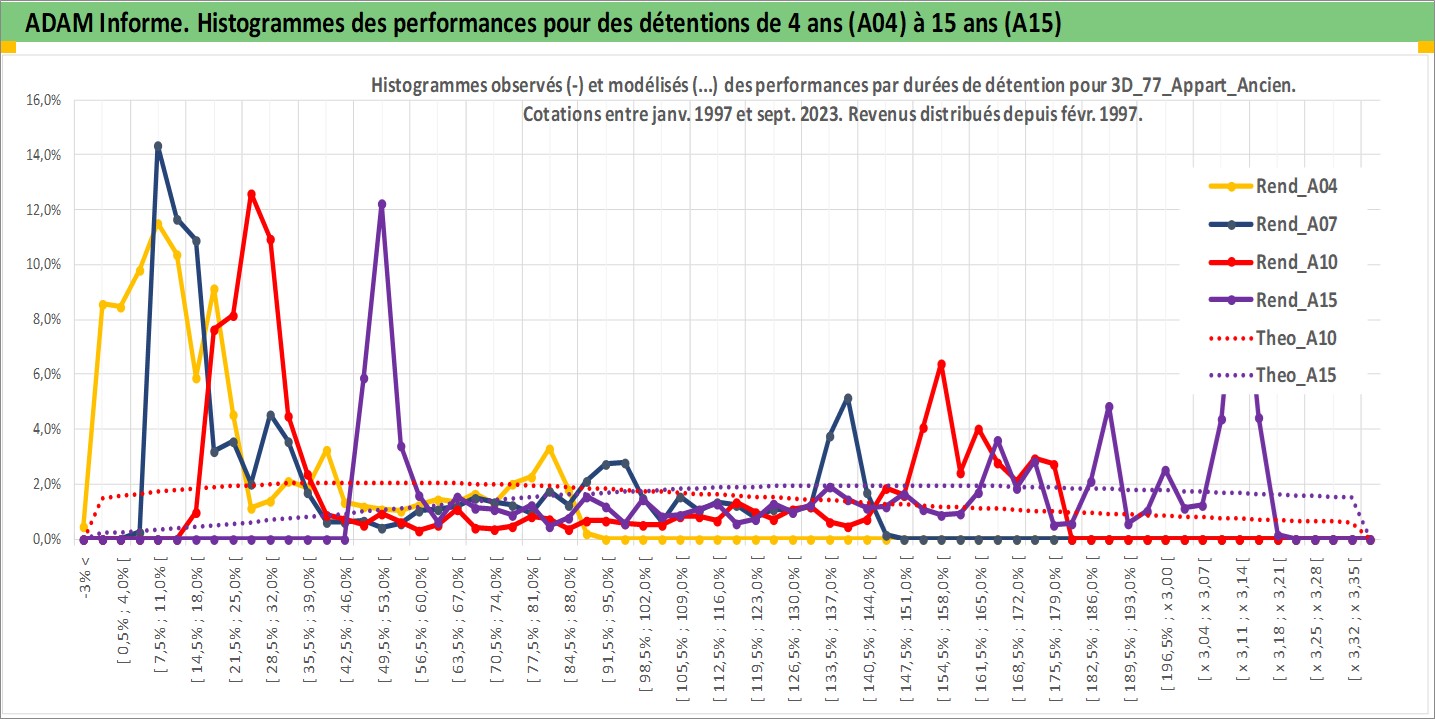 ADAM Informe. Histogrammes des performances pour des détentions de 4 ans (A04) à 15 ans (A15)
Histogrammes observés (-) et modélisés (...) des performances par durées de détention pour 3D_77_Appart_Ancien.
Cotations entre janv. 1997 et sept. 2023. Revenus distribués depuis févr. 1997.
16,0%
14,0%
12,0%
10,0%
8,0%
6,0%
4,0%
2,0%
0,0%
Rend_A04
Rend_A07
Rend_A10
Rend_A15
Theo_A10
Theo_A15
-3% <
[ 0,5% ; 4,0% [
[ 7,5% ; 11,0% [
[ 14,5% ; 18,0% [
[ 21,5% ; 25,0% [
[ 28,5% ; 32,0% [
[ 35,5% ; 39,0% [
[ 42,5% ; 46,0% [
[ 49,5% ; 53,0% [
[ 56,5% ; 60,0% [
[ 63,5% ; 67,0% [
[ 70,5% ; 74,0% [
[ 77,5% ; 81,0% [
[ 84,5% ; 88,0% [
[ 91,5% ; 95,0% [
[ 98,5% ; 102,0% [
[ 105,5% ; 109,0% [
[ 112,5% ; 116,0% [
[ 119,5% ; 123,0% [
[ 126,5% ; 130,0% [
[ 133,5% ; 137,0% [
[ 140,5% ; 144,0% [
[ 147,5% ; 151,0% [
[ 154,5% ; 158,0% [
[ 161,5% ; 165,0% [
[ 168,5% ; 172,0% [
[ 175,5% ; 179,0% [
[ 182,5% ; 186,0% [
[ 189,5% ; 193,0% [
[ 196,5% ; x 3,00 [
[ x 3,04 ; x 3,07 [
[ x 3,11 ; x 3,14 [
[ x 3,18 ; x 3,21 [
[ x 3,25 ; x 3,28 [
[ x 3,32 ; x 3,35 [